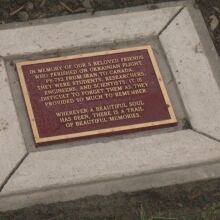 IN MEMORY OF OUR 5 BELOVED FRIENDS
WHO PERISHED ON UKRAINIAN FLIGHT
PS-752 FROM IRAN TO CANADA.
THEY WERE STUDENTS, RESEARCHERS,
ENGINEERS, AND SCIENTISTS. IT IS
DIFFICULT TO FORGET THEM AS THEY
PROVIDED SO MUCH TO REMEMBER.
WHEREVER A BEAUTIFUL SOUL
HAS BEEN, THERE IS A TRAIL
OF BEAUTIFUL MEMORIES.